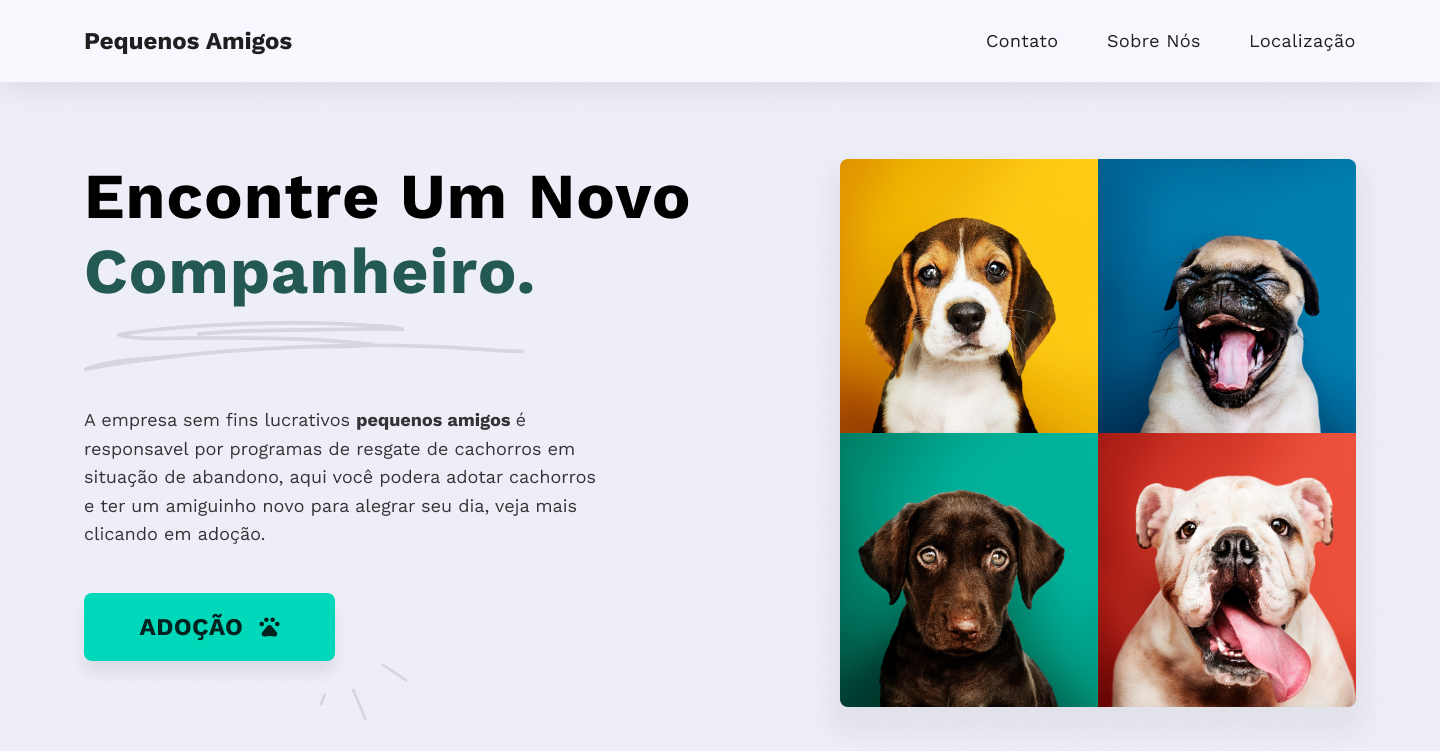 Pequenos Amigos
Contato
Sobre Nós
Localização
Encontre Um Novo
Companheiro.
A empresa sem fins lucrativos pequenos amigos é
responsavel por programas de resgate de cachorros em
situação de abandono, aqui você podera adotar cachorros
e ter um amiguinho novo para alegrar seu dia, veja mais
clicando em adoção.
ADOÇÃO